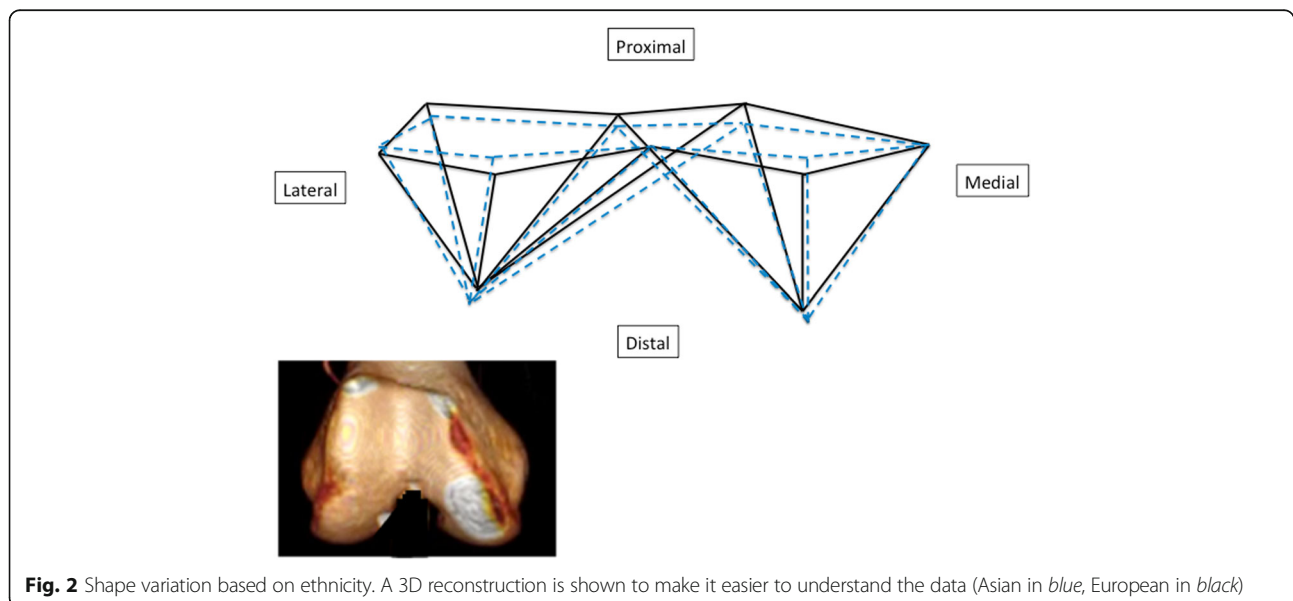 Proximal
Lateral
Medial
Distal
Fig. 2 Shape variation based on ethnicity. A 3D reconstruction is shown to make it easier to understand the data (Asian in blue, European in black)